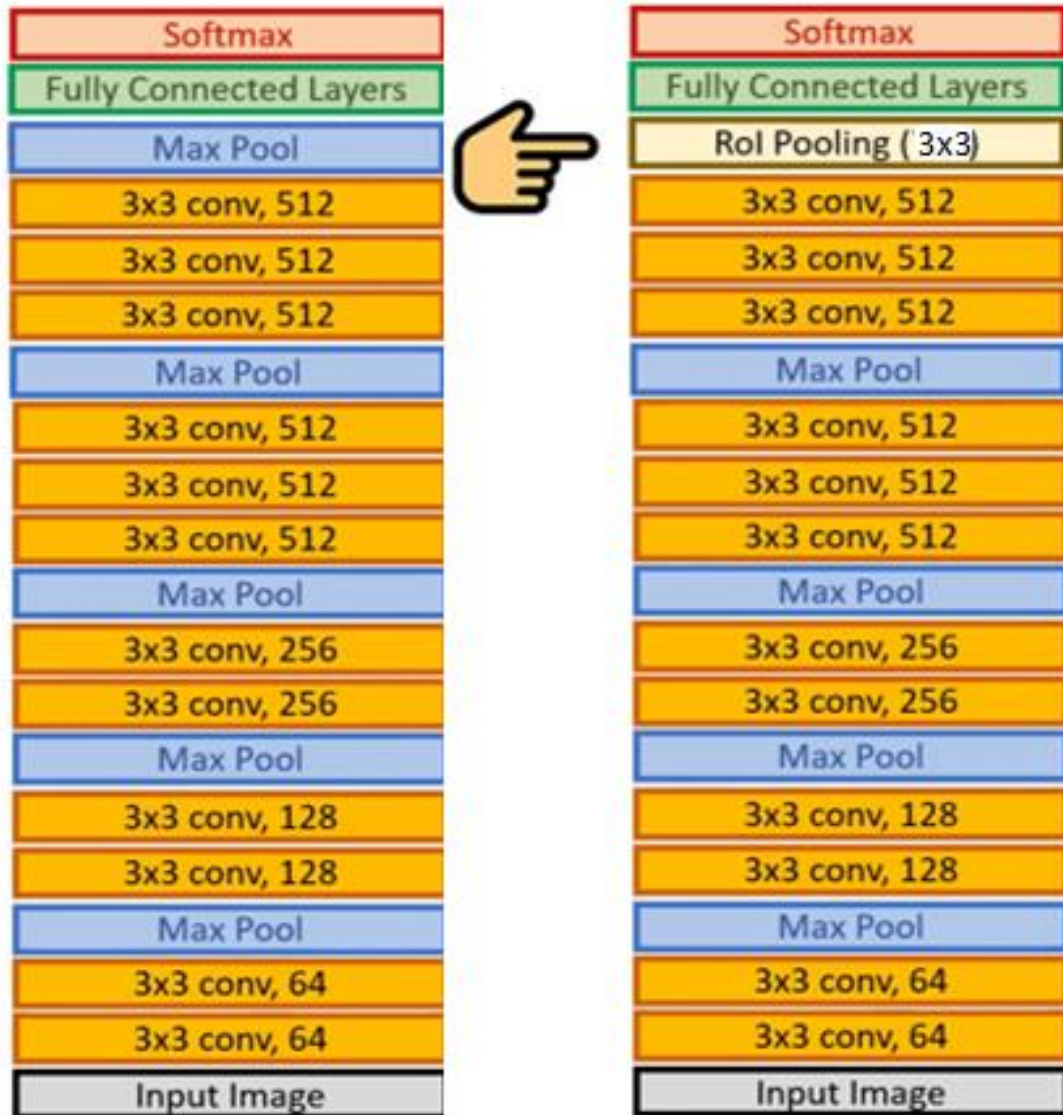 Softmax
Fully Connected Layers
Max Pool
3x3 conv, 512
3x3 conv, 512
3x3 conv, 512
Max Pool
3x3 conv, 512
3x3 conv, 512
3x3 conv, 512
Max Pool
3x3 conv, 256
3x3 conv, 256
Max Pool
3x3 conv, 128
3x3 conv, 128
Max Pool
3x3 conv, 64
3x3 conv, 64
Input Image
Softmax
Fully Connected Layers
RoI Pooling ( 3x3)
3x3 conv, 512
3x3 conv, 512
3x3 conv, 512
Max Pool
3x3 conv, 512
3x3 conv, 512
3x3 conv, 512
Max Pool
3x3 conv, 256
3x3 conv, 256
Max Pool
3x3 conv, 128
3x3 conv, 128
Max Pool
3x3 conv, 64
3x3 conv, 64
Input Image